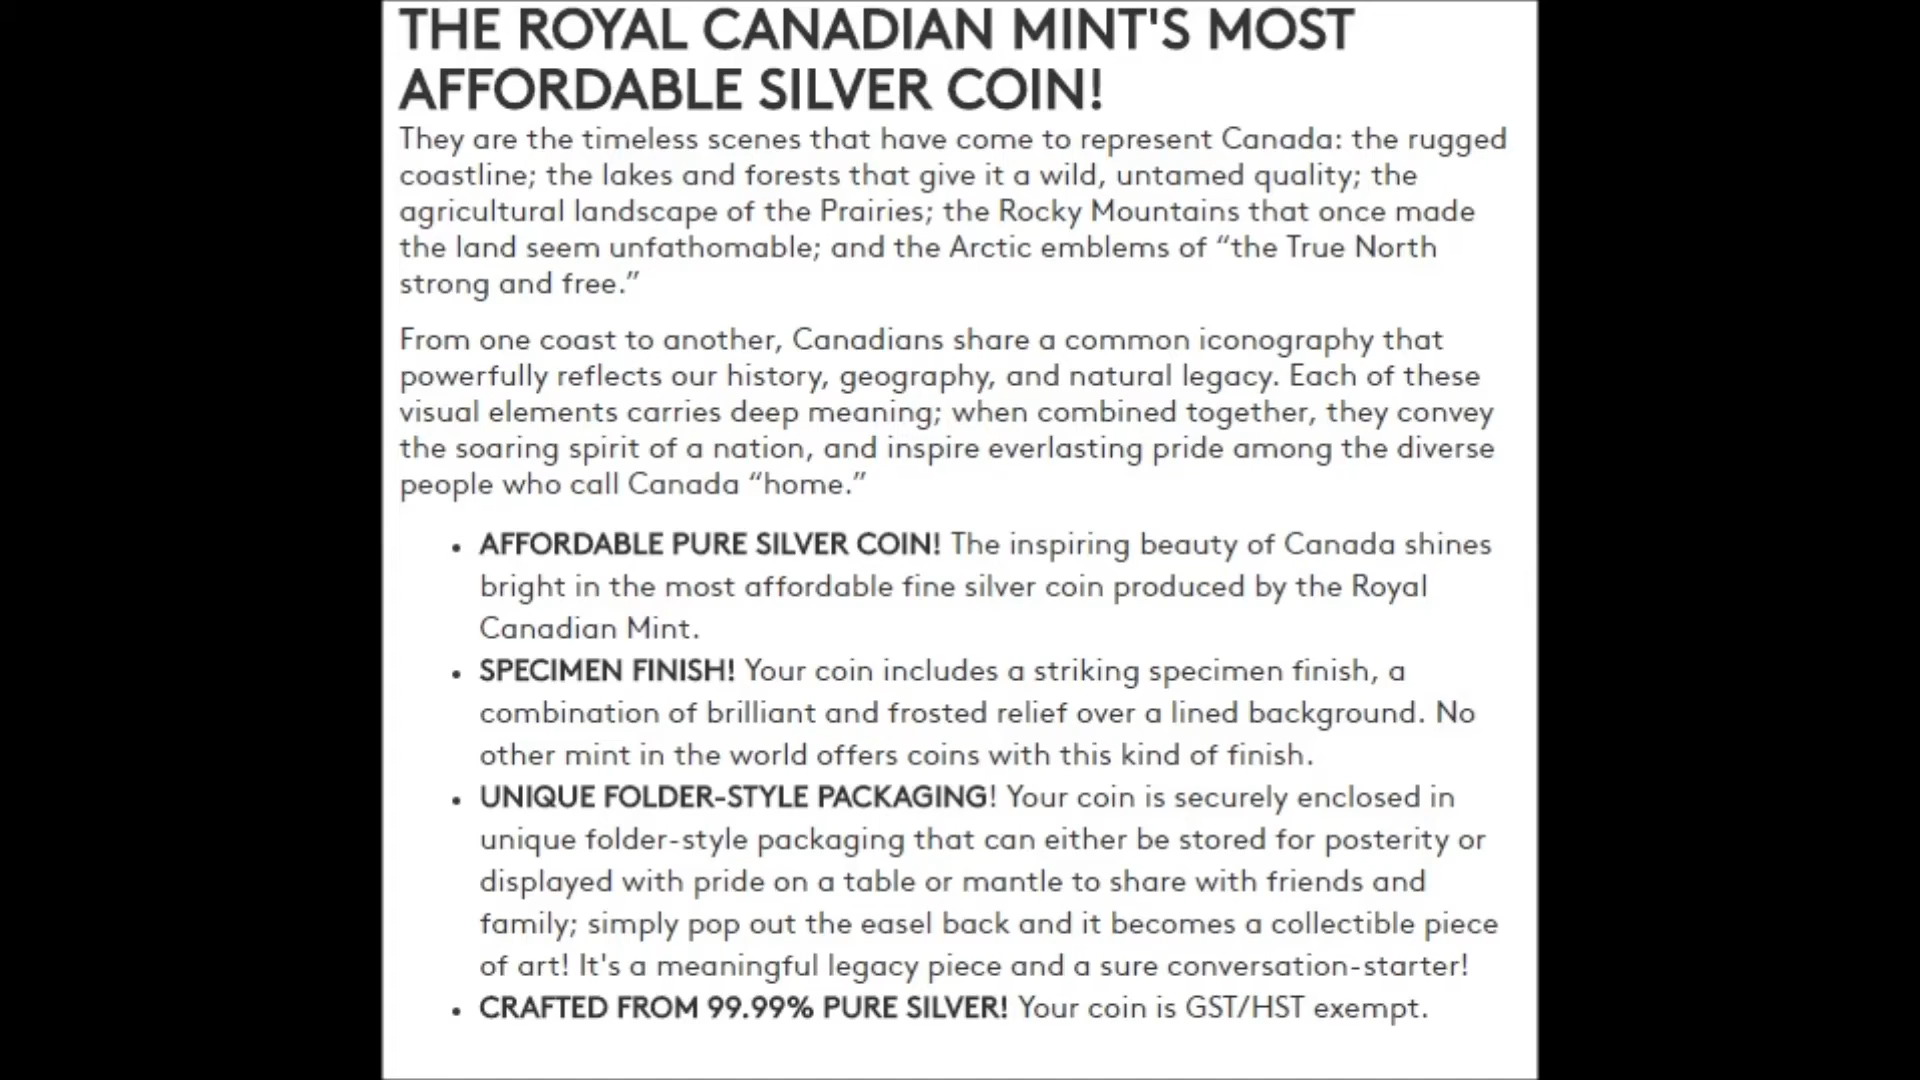 THE ROYAL CANADIAN MINT'S MOST
AFFORDABLE SILVER COIN!
They are the timeless scenes that have come to represent Canada: the rugged
coastline; the lakes and forests that give it a wild, untamed quality; the
agricultural landscape of the Prairies; the Rocky Mountains that once made
the land seem unfathomable; and the Arctic emblems of “the True North
strong and free.”
From one coast to another, Canadians share a common iconography that
powerfully reflects our history, geography, and natural legacy. Each of these
visual elements carries deep meaning; when combined together, they convey
the soaring spirit of a nation, and inspire everlasting pride among the diverse
people who call Canada “home.”
• AFFORDABLE PURE SILVER COIN! The inspiring beauty of Canada shines
bright in the most affordable fine silver coin produced by the Royal
Canadian Mint.
• SPECIMEN FINISH! Your coin includes a striking specimen finish, a
combination of brilliant and frosted relief over a lined background. No
other mint in the world offers coins with this kind of finish.
• UNIQUE FOLDER-STYLE PACKAGING! Your coin is securely enclosed in
unique folder-style packaging that can either be stored for posterity or
displayed with pride on a table or mantle to share with friends and
family; simply pop out the easel back and it becomes a collectible piece
of art! It's a meaningful legacy piece and a sure conversation-starter!
• CRAFTED FROM 99.99% PURE SILVER! Your coin is GST/HST exempt.